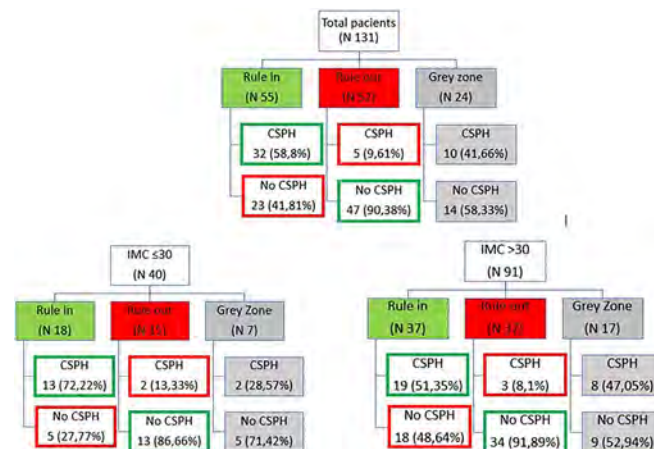 Total pacients
(N 131)
Rule in
(N 55)
Rule out
(N 52)
Grey zone
(N 24)
CSPH
32 (58,8%)
CSPH
5 (9,61%)
CSPH
10 (41,66%)
No CSPH
23 (41,81%)
No CSPH
47 (90,38%)
No CSPH
14 (58,33%)
IMC ≤30
(N 40)
Rule in
(N 18)
Rule out
(N 15)
Grey Zone
(N 7)
CSPH
13 (72,22%)
CSPH
2 (13,33%)
CSPH
2 (28,57%)
No CSPH
5 (27,77%)
No CSPH
13 (86,66%)
No CSPH
5 (71,42%)
IMC >30
(N 91)
Rule in
(N 37)
Rule out
Grey Zone
(N 17)
CSPH
19 (51,35%)
CSPH
3 (8,1%)
CSPH
8 (47,05%)
No CSPH
18 (48,64%)
No CSPH
34 (91,89%)
No CSPH
9 (52,94%)